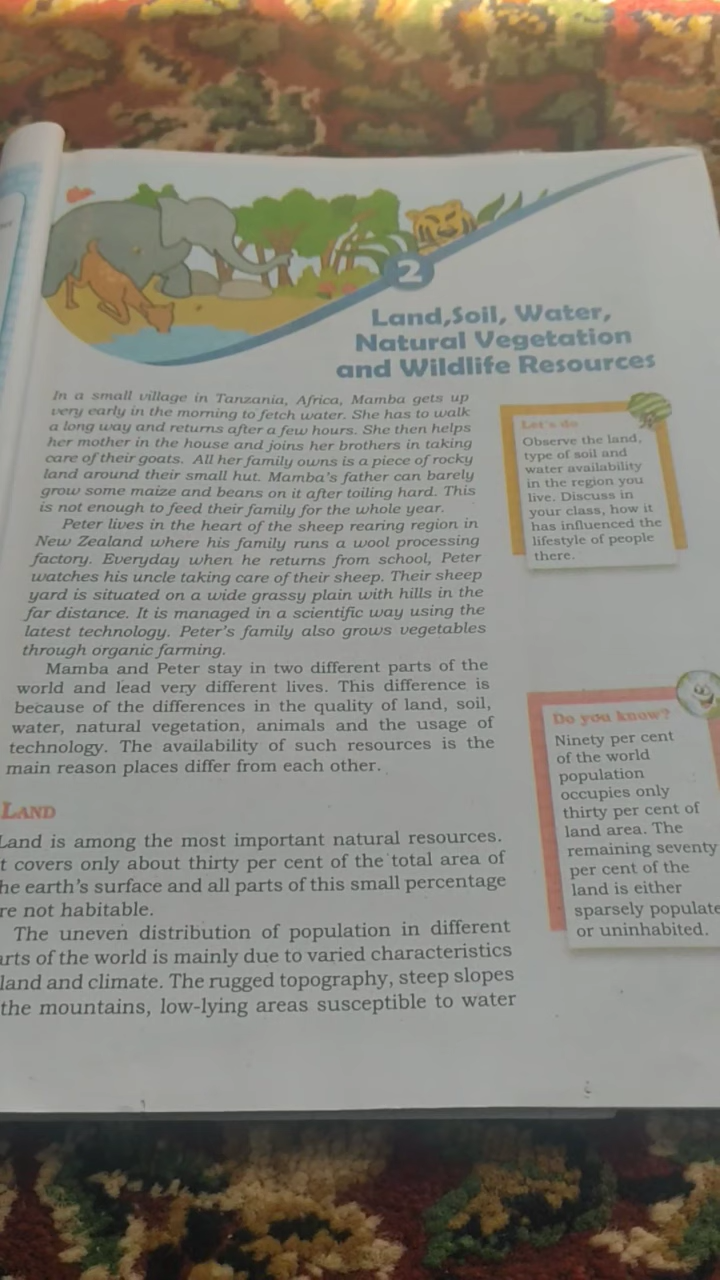 2
Land,Soil, Water,
Natural Vegetation
and Wildlife Resources
In a small village in Tanzania, Africa, Mamba gets up
very early in the morning to fetch water. She has to walk
a long way and returns after a few hours. She then helps
her mother in the house and joins her brothers in taking
care of their goats. All her family owns is a piece of rocky
land around their small hut. Mamba's father can barely
grow some maize and beans on it after toiling hard. This
is not enough to feed their family for the whole year.
Peter lives in the heart of the sheep rearing region in
New Zealand where his family runs a wool processing
factory. Everyday when he returns from school, Peter
watches his uncle taking care of their sheep. Their sheep
yard is situated on a wide grassy plain with hills in the
far distance. It is managed in a scientific way using the
latest technology. Peter's family also grows vegetables
through organic farming.
Mamba and Peter stay in two different parts of the
world and lead very different lives. This difference is
because of the differences in the quality of land, soil,
water, natural vegetation, animals and the usage of
technology. The availability of such resources is the
main reason places differ from each other.
LAND
Land is among the most important natural resources.
t covers only about thirty per cent of the total area of
he earth's surface and all parts of this small percentage
re not habitable.
The uneven distribution of population in different
arts of the world is mainly due to varied characteristics
land and climate. The rugged topography, steep slopes
the mountains, low-lying areas susceptible to water
Let's do
Observe the land,
type of soil and
water availability
in the region you
live. Discuss in
your class, how it
has influenced the
lifestyle of people
there.
Do you know?
Ninety per cent
of the world
population
occupies only
thirty per cent of
land area. The
remaining seventy
per cent of the
land is either
sparsely populate
or uninhabited.